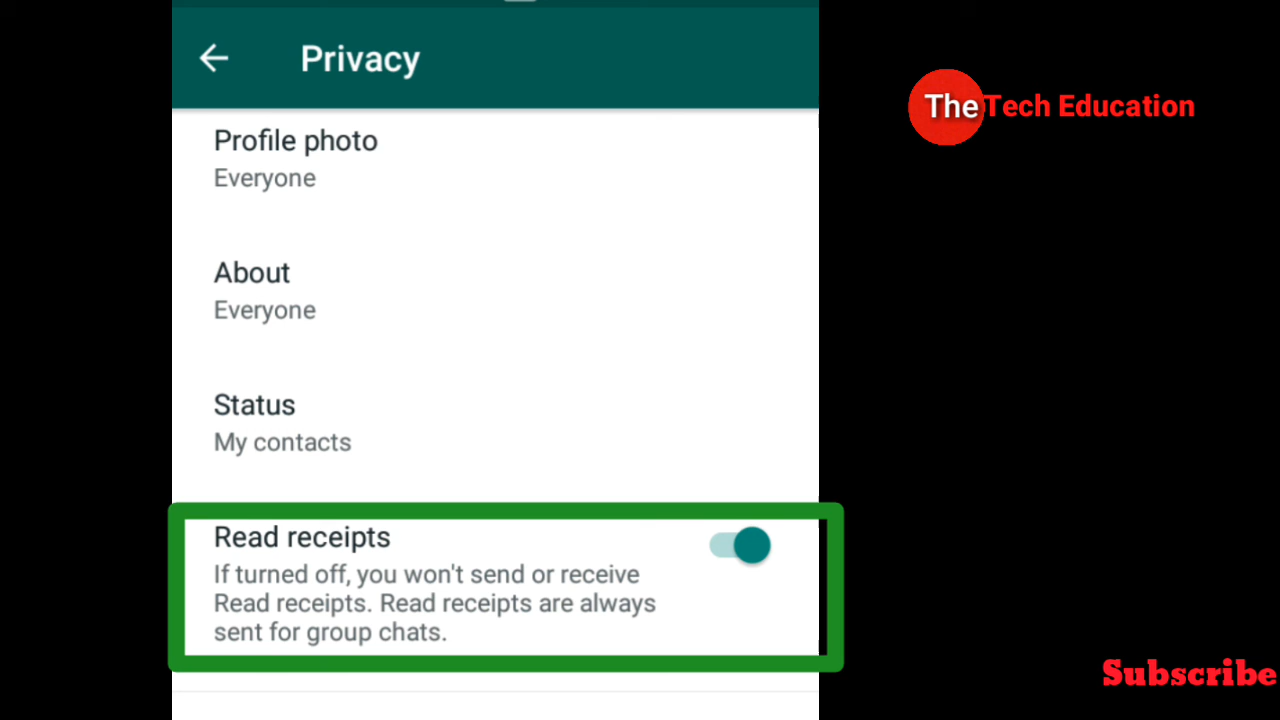 Privacy
The Tech Education
Profile photo
Everyone
About
Everyone
Status
My contacts
Read receipts
If turned off, you won't send or receive
Read receipts. Read receipts are always
sent for group chats.
Subscribe